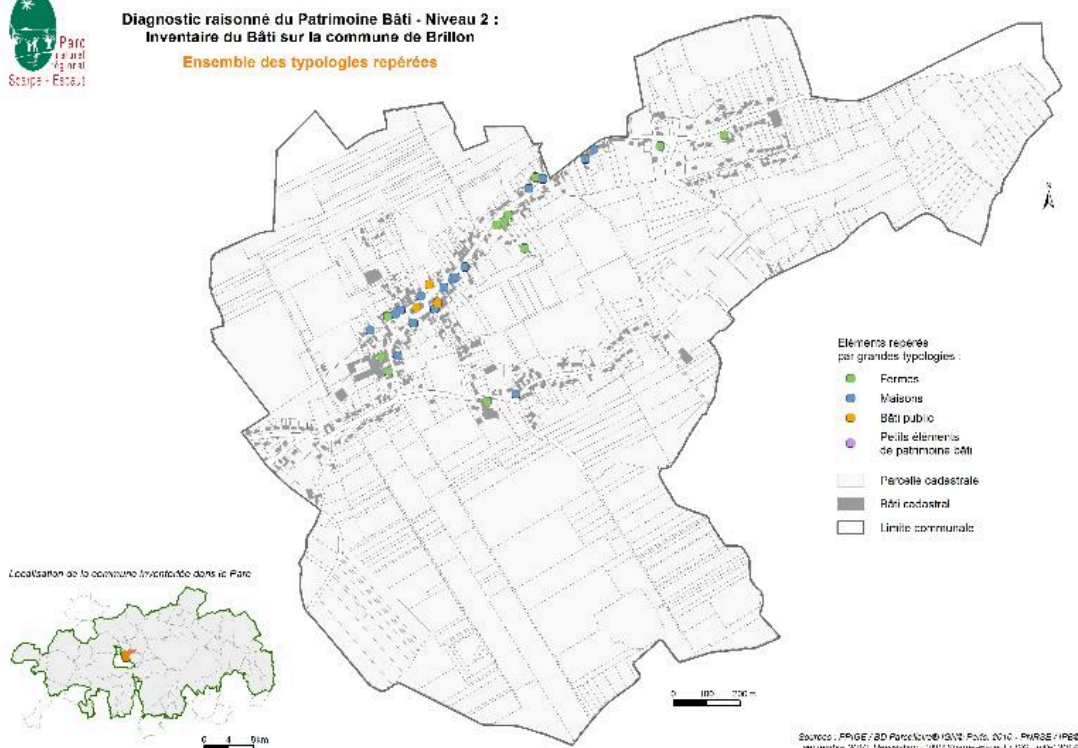 Parc
naturel
régional
Scarpe - Escaut
Diagnostic raisonné du Patrimoine Bâti - Niveau 2 :
Inventaire du Bâti sur la commune de Brillon
Ensemble des typologies repérées
N
Eléments repérés
par grandes typologies :
Fermes
Maisons
Bâti public
Petits éléments
de patrimoine bâti
Parcelle cadastrale
Bâti cadastral
Limite communale
Localisation de la commune inventoriée dans le Parc
0 4 8km
0 100 200 m
Sources : PPIGE / BD Parcellaire® IGN® Paris, 2010 - PNRSE / IPBE